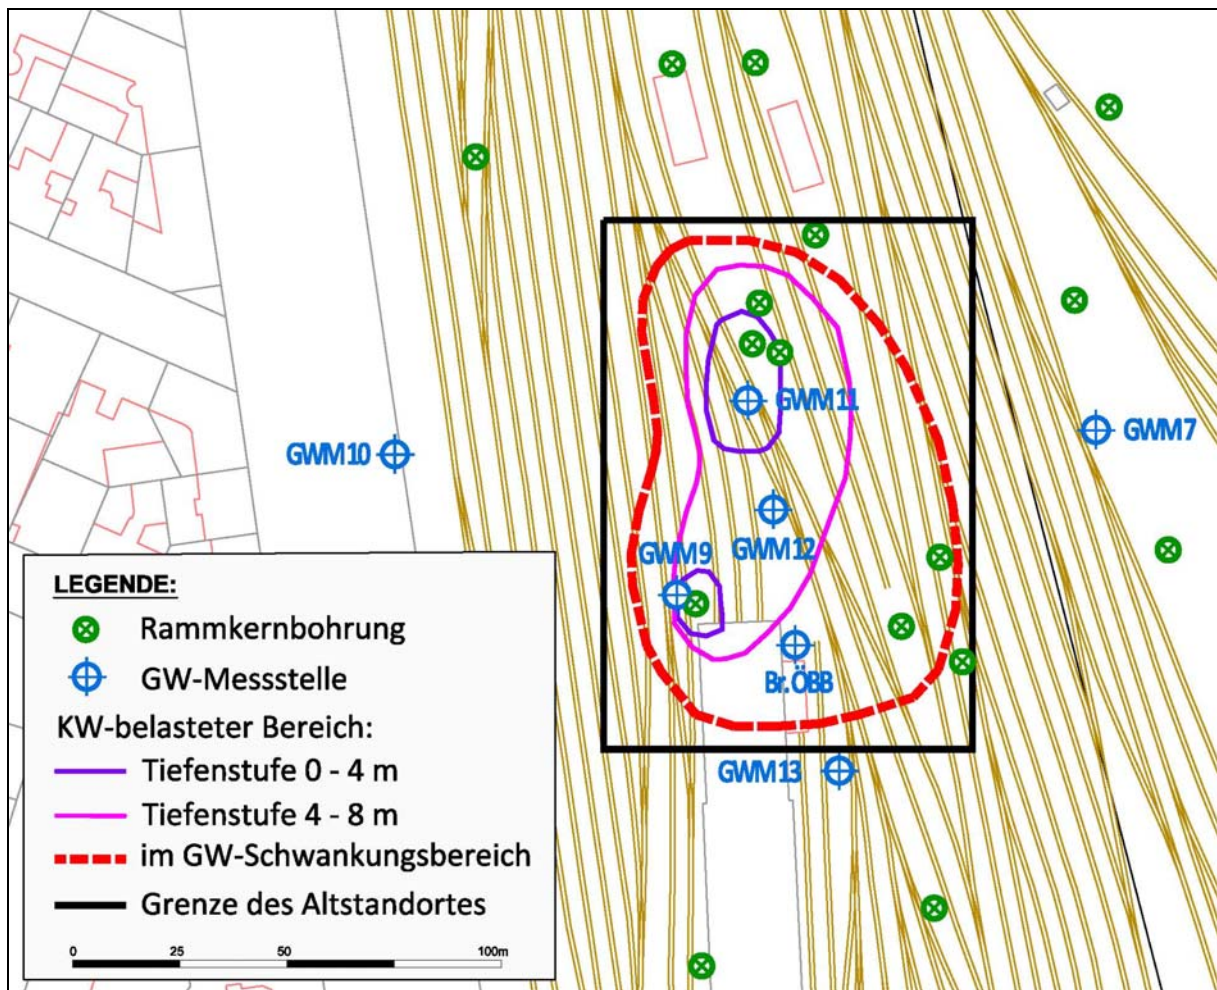 GWM11
GWM7
GWM10
GWM12
GWM9
Br.ÖBB
GWM13
LEGENDE:
Rammkernbohrung
GW-Messstelle
KW-belasteter Bereich:
Tiefenstufe 0 - 4 m
Tiefenstufe 4 - 8 m
im GW-Schwankungsbereich
Grenze des Altstandortes
0 25 50 100m